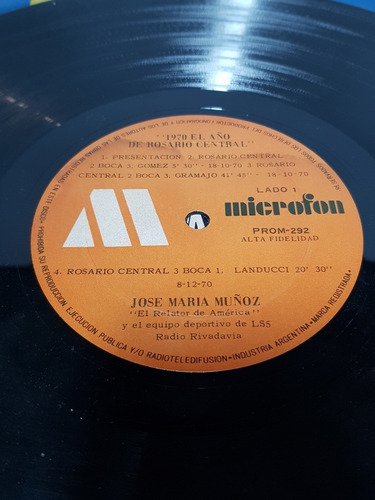 "1970 EL AÑO
DE ROSARIO CENTRAL"
1. PRESENTACION 2. ROSARIO CENTRAL
2 BOCA 3: GOMEZ 5' 30" - 18-10-70 3. ROSARIO
CENTRAL 2 BOCA 3: GRAMAJO 41' 45" - 18-10-70
LADO 1
microfon
PROM-292
ALTA FIDELIDAD
4. ROSARIO CENTRAL 3 BOCA 1: LANDUCCI 20' 30"
8-12-70
JOSE MARIA MUÑOZ
"El Relator de América"
y el equipo deportivo de LS5
Radio Rivadavia
EN ESTE DISCO - PROHIBIDA SU REPRODUCCION EJECUCION PUBLICA Y/O RADIOTELEDIFUSION • INDUSTRIA ARGENTINA • MARCA REGISTRADA